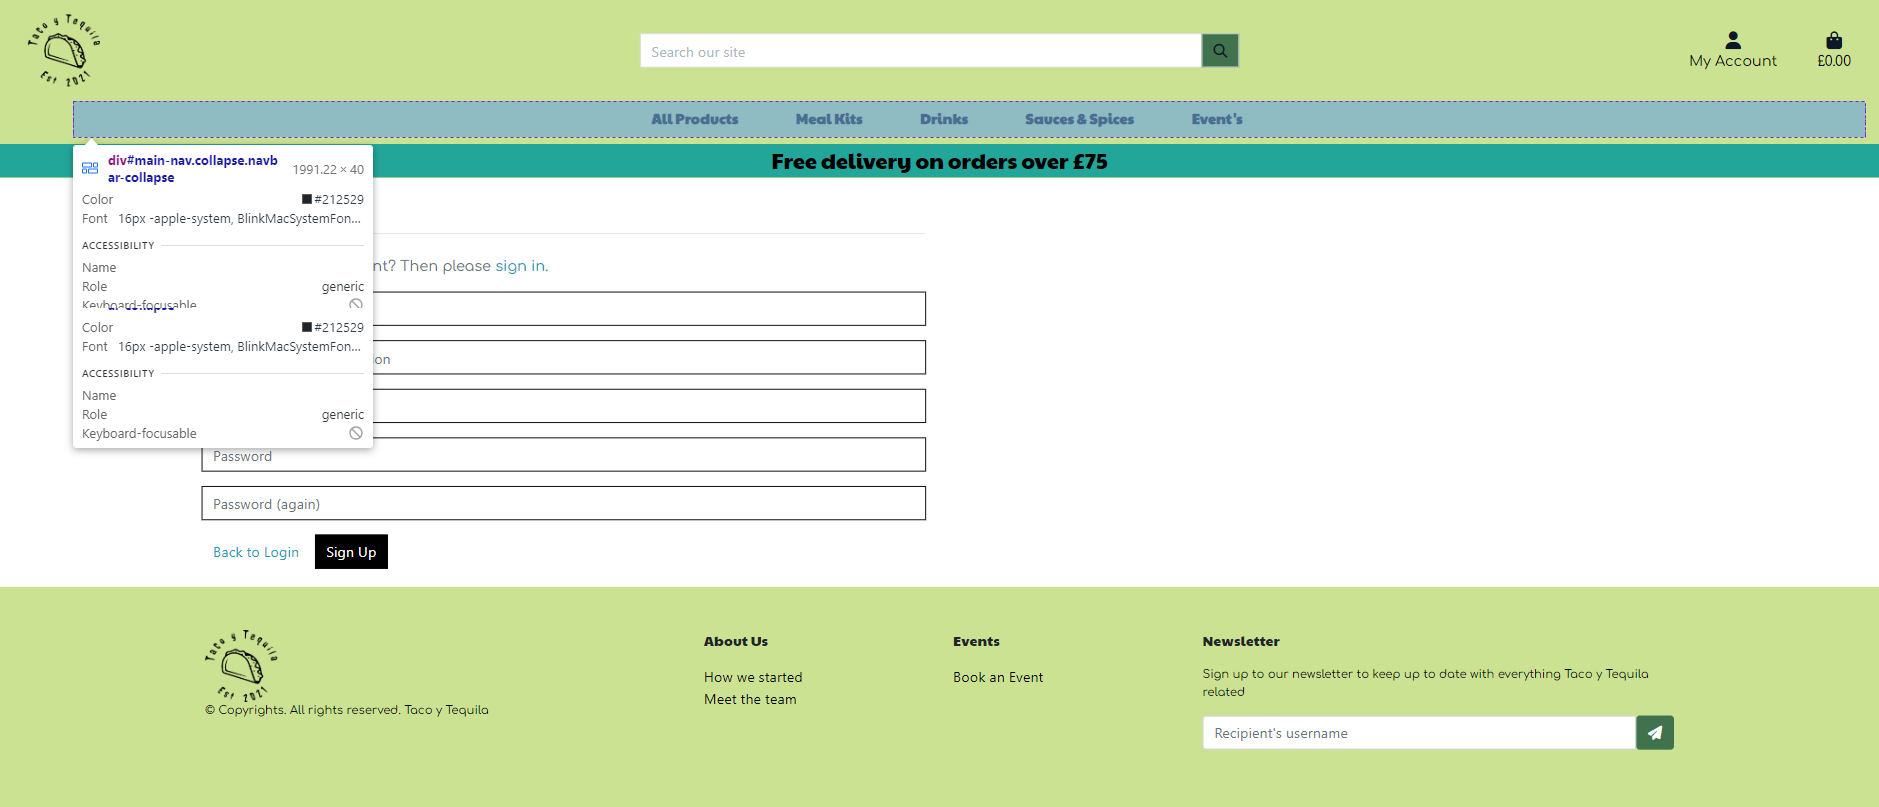 Taco y Tequila
Est 2021
Search our site
My Account
£0.00
All Products
Meal Kits
Drinks
Sauces & Spices
Event's
Free delivery on orders over £75
div#main-nav.collapse.navb
ar-collapse
1991.22 × 40
Color #212529
Font 16px -apple-system, BlinkMacSystemFon...
ACCESSIBILITY
Name
Role generic
Keyboard-focusable
Color #212529
Font 16px -apple-system, BlinkMacSystemFon...
ACCESSIBILITY
Name
Role generic
Keyboard-focusable
nt? Then please sign in.
on
Password
Password (again)
Back to Login
Sign Up
Taco y Tequila
Est 2021
© Copyrights. All rights reserved. Taco y Tequila
About Us
How we started
Meet the team
Events
Book an Event
Newsletter
Sign up to our newsletter to keep up to date with everything Taco y Tequila
related
Recipient's username